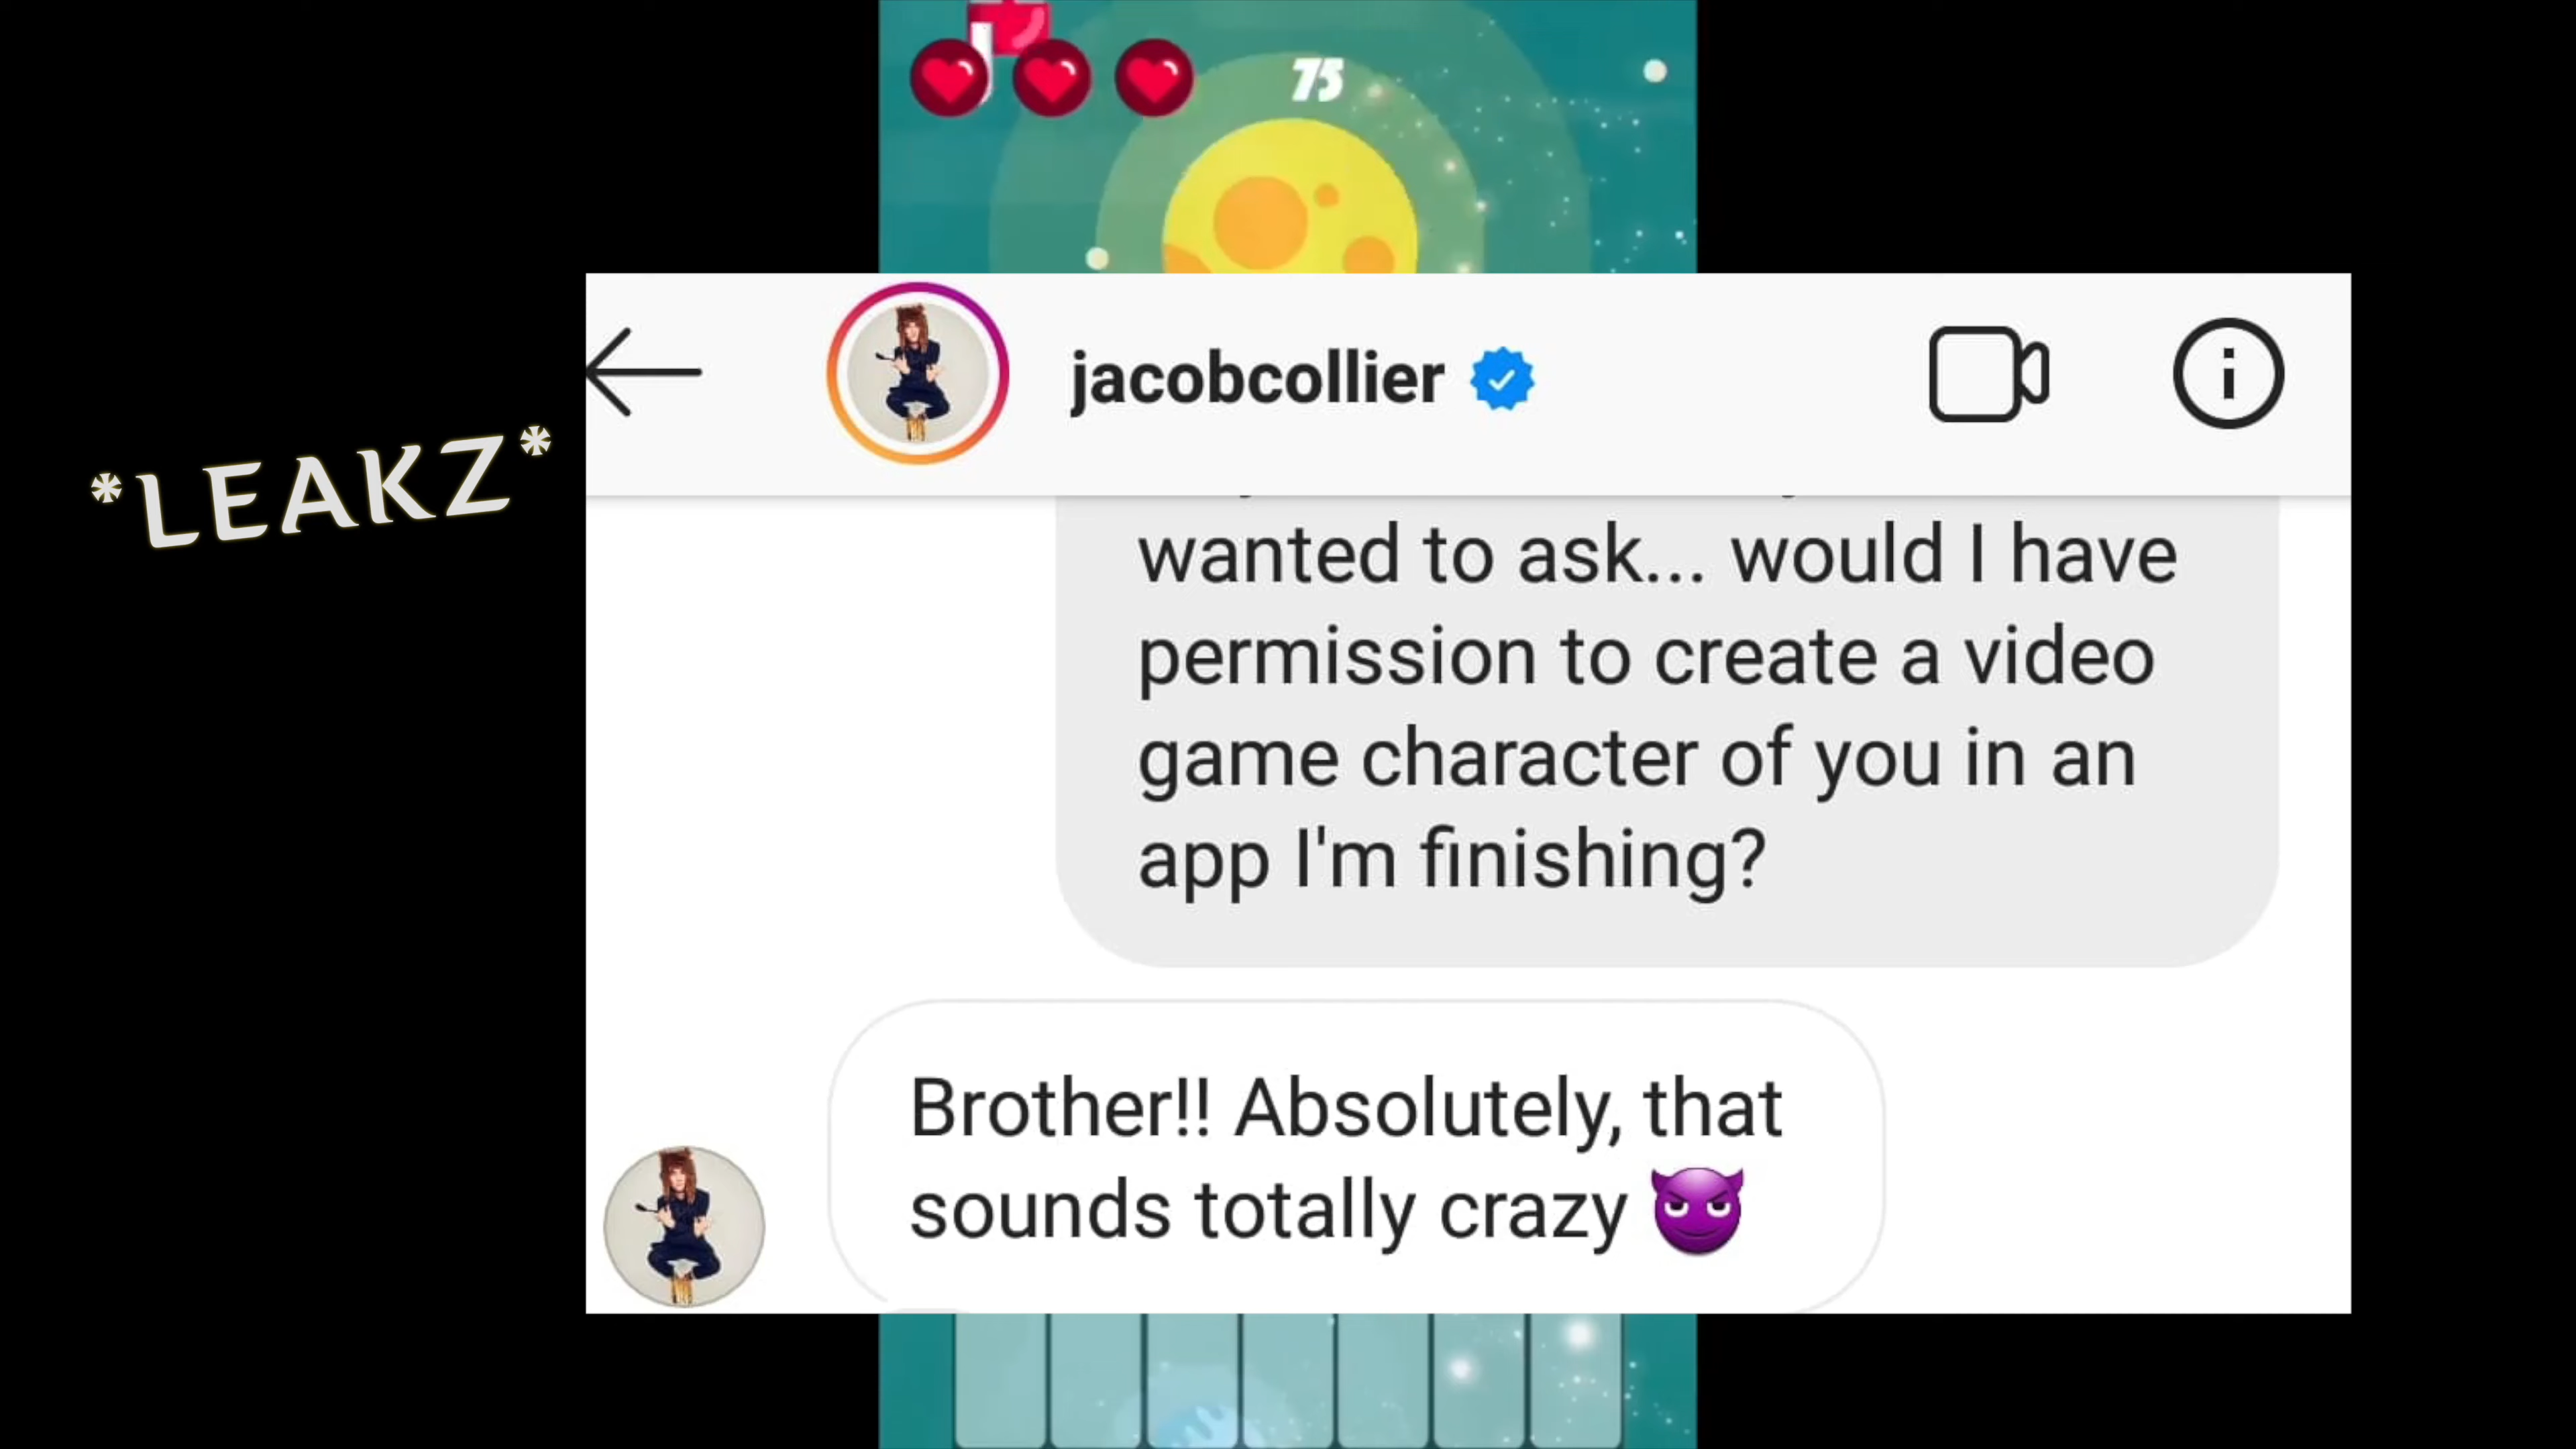 75
jacobcollier
*LEAKZ*
wanted to ask... would I have
permission to create a video
game character of you in an
app I'm finishing?
Brother!! Absolutely, that
sounds totally crazy 😈